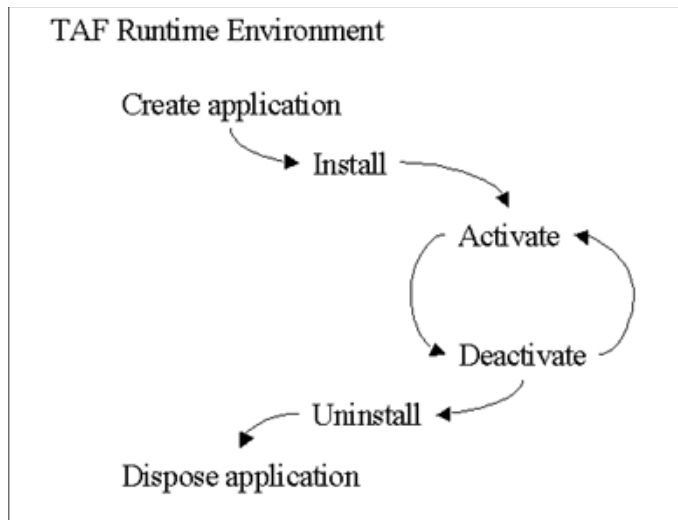 TAF Runtime Environment
Create application
Install
Activate
Deactivate
Uninstall
Dispose application